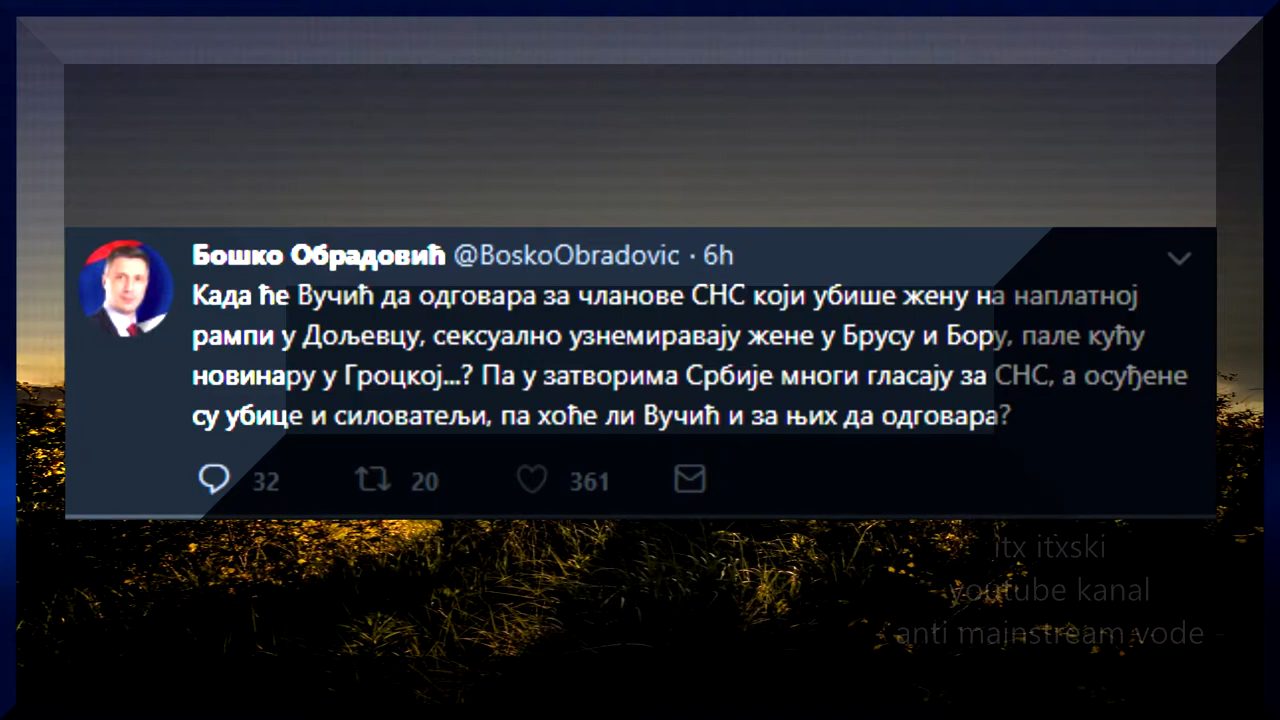 Бошко Обрадовић @BoskoObradovic · 6h
Када ће Вучић да одговара за чланове СНС који убише жену на наплатној
рампи у Дољевцу, сексуално узнемиравају жене у Брусу и Бору, пале кућу
новинару у Гроцкој...? Па у затворима Србије многи гласају за СНС, а осуђене
су убице и силоватељи, па хоће ли Вучић и за њих да одговара?
32 20 361
itx itxski
youtube kanal
- anti mainstream vode -